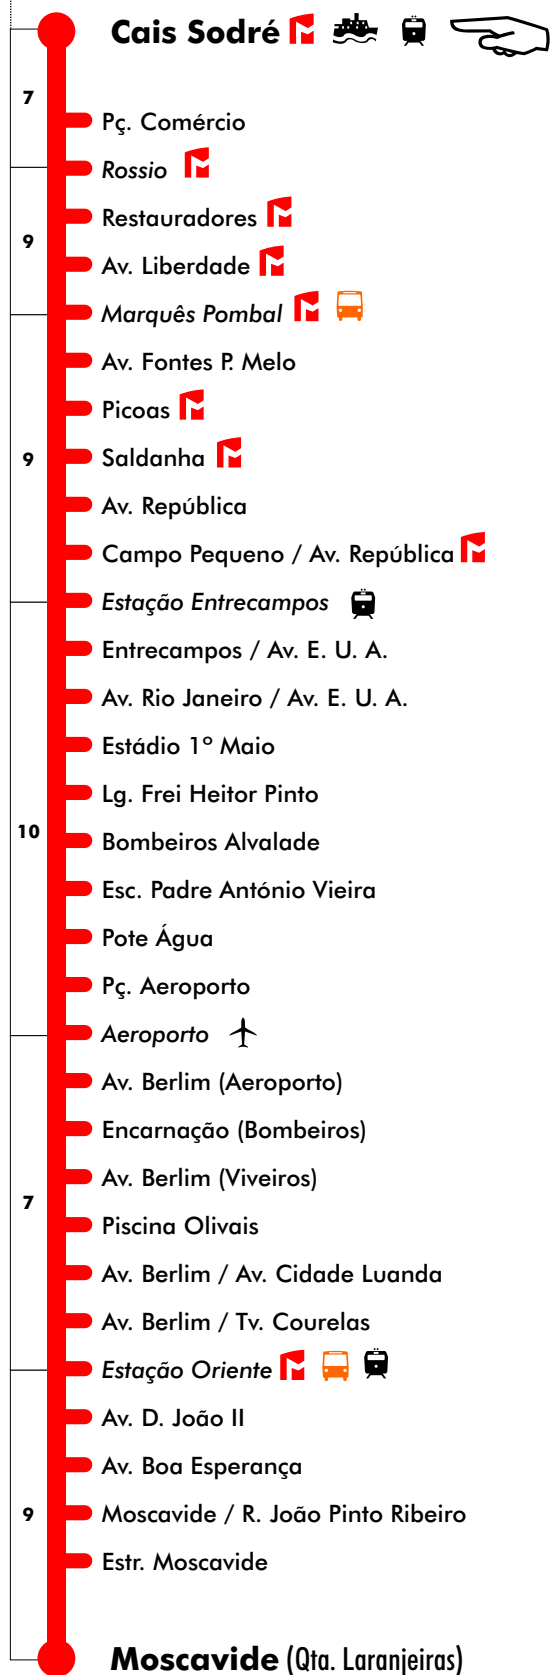 Cais Sodré
7
Pç. Comércio
Rossio
Restauradores
9
Av. Liberdade
Marquês Pombal
Av. Fontes P. Melo
Picoas
9
Saldanha
Av. República
Campo Pequeno / Av. República
Estação Entrecampos
Entrecampos / Av. E. U. A.
Av. Rio Janeiro / Av. E. U. A.
Estádio 1º Maio
Lg. Frei Heitor Pinto
10
Bombeiros Alvalade
Esc. Padre António Vieira
Pote Água
Pç. Aeroporto
Aeroporto
Av. Berlim (Aeroporto)
Encarnação (Bombeiros)
Av. Berlim (Viveiros)
7
Piscina Olivais
Av. Berlim / Av. Cidade Luanda
Av. Berlim / Tv. Courelas
Estação Oriente
Av. D. João II
Av. Boa Esperança
9
Moscavide / R. João Pinto Ribeiro
Estr. Moscavide
Moscavide (Qta. Laranjeiras)